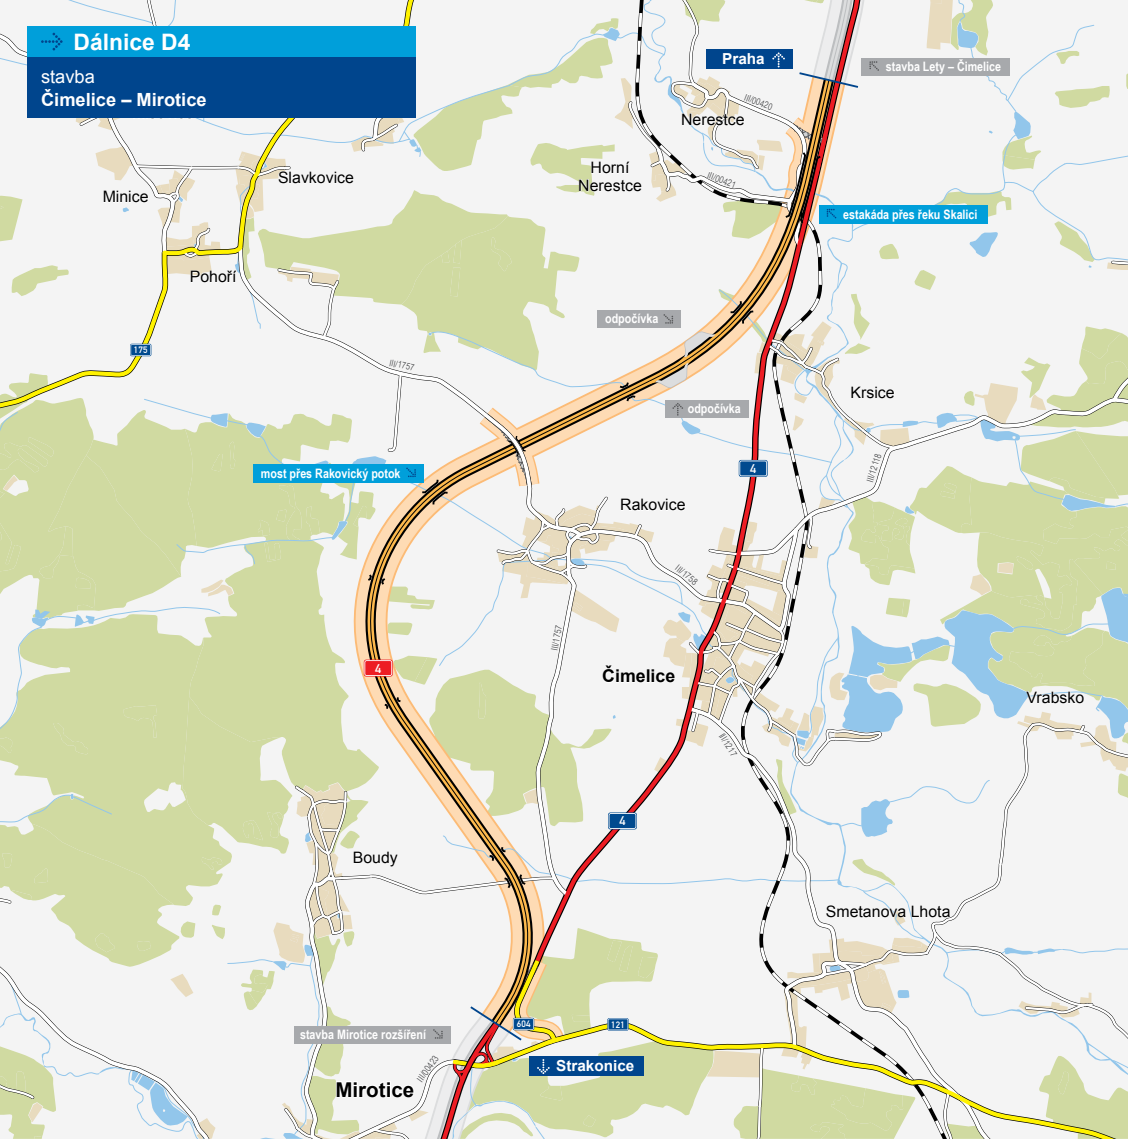 Dálnice D4
stavba
Čimelice – Mirotice
Praha
stavba Lety – Čimelice
III/00420
Nerestce
Horní
Nerestce
III/00421
Slavkovice
Minice
estakáda přes řeku Skalici
Pohoří
odpočívka
175
III/1757
Krsice
odpočívka
most přes Rakovický potok
4
III/12118
Rakovice
III/1758
III/1757
4
Čimelice
Vrabsko
III/1217
4
Boudy
Smetanova Lhota
stavba Mirotice rozšíření
604
121
Strakonice
III/00423
Mirotice